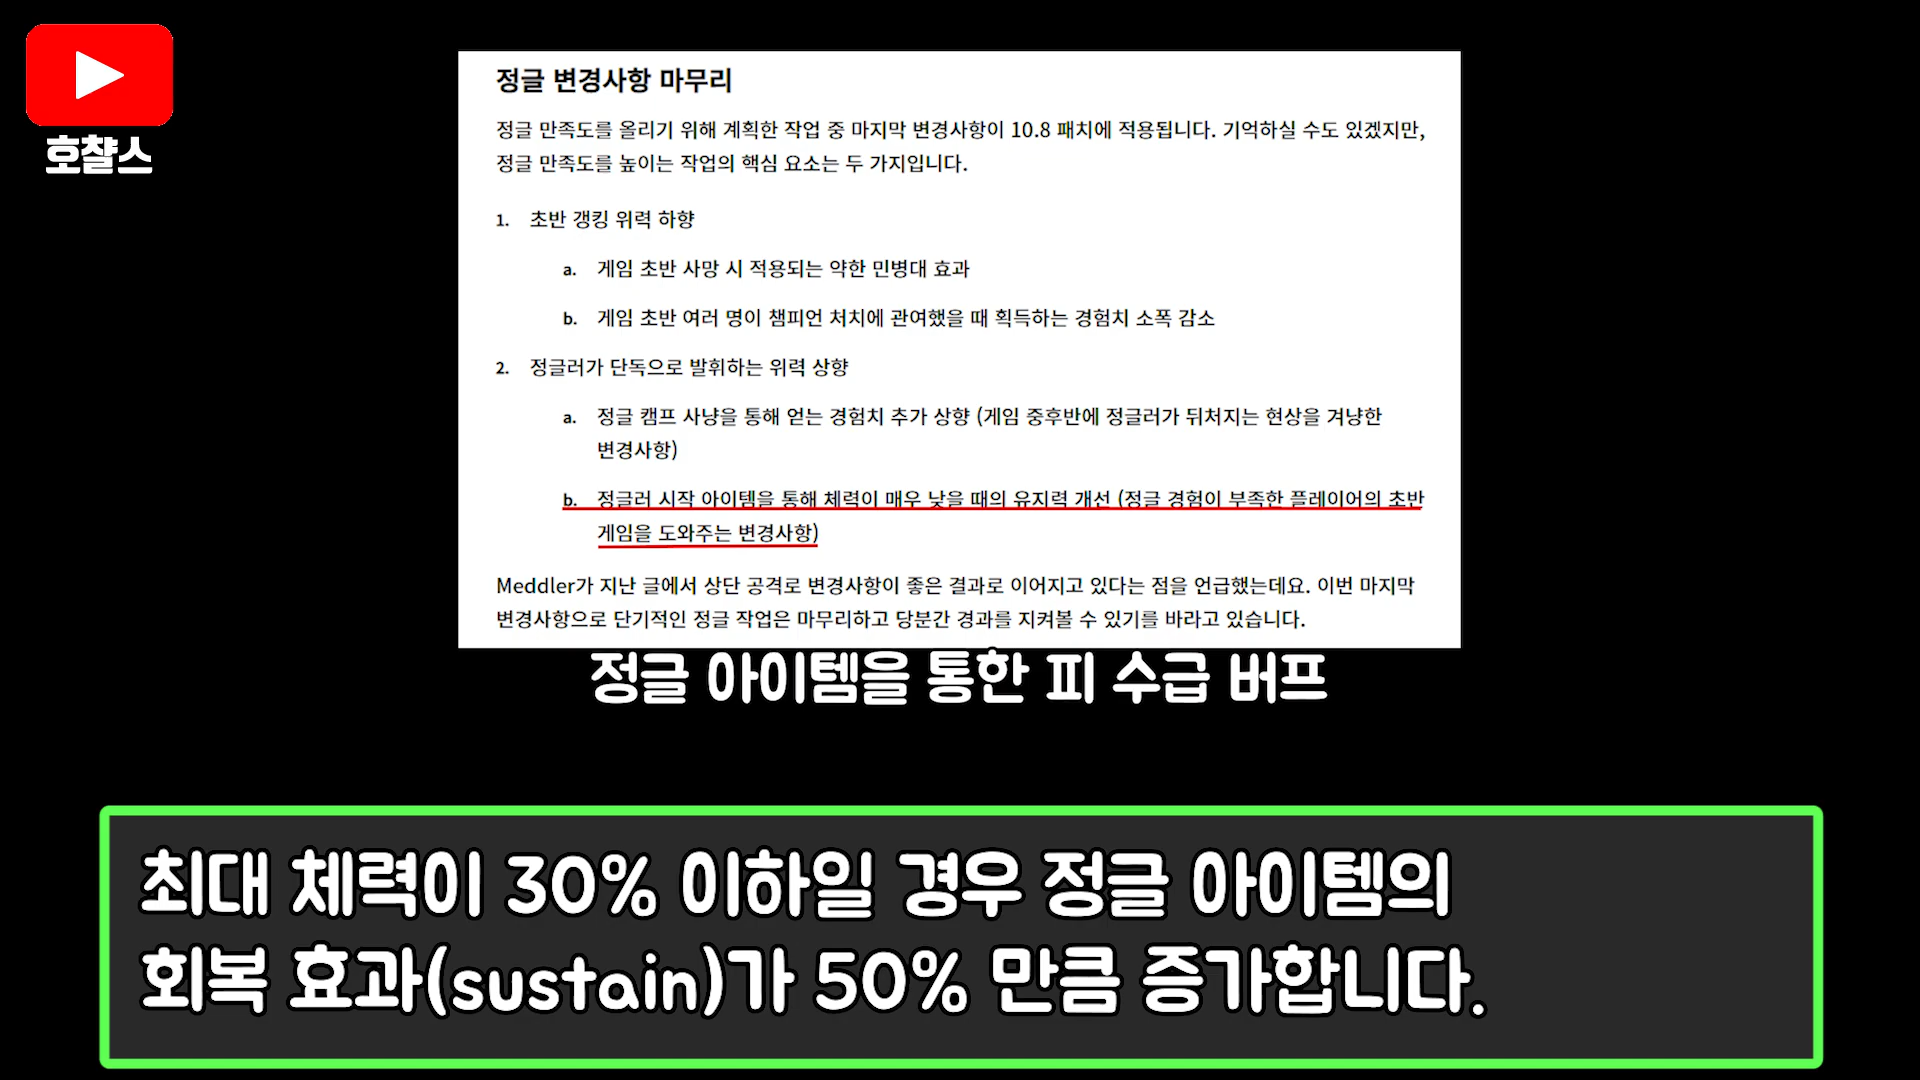 호챨스
정글 변경사항 마무리
정글 만족도를 올리기 위해 계획한 작업 중 마지막 변경사항이 10.8 패치에 적용됩니다. 기억하실 수도 있겠지만,
정글 만족도를 높이는 작업의 핵심 요소는 두 가지입니다.
1. 초반 갱킹 위력 하향
a. 게임 초반 사망 시 적용되는 약한 민병대 효과
b. 게임 초반 여러 명이 챔피언 처치에 관여했을 때 획득하는 경험치 소폭 감소
2. 정글러가 단독으로 발휘하는 위력 상향
a. 정글 캠프 사냥을 통해 얻는 경험치 추가 상향 (게임 중후반에 정글러가 뒤처지는 현상을 겨냥한
변경사항)
b. 정글러 시작 아이템을 통해 체력이 매우 낮을 때의 유지력 개선 (정글 경험이 부족한 플레이어의 초반
게임을 도와주는 변경사항)
Meddler가 지난 글에서 상단 공격로 변경사항이 좋은 결과로 이어지고 있다는 점을 언급했는데요. 이번 마지막
변경사항으로 단기적인 정글 작업은 마무리하고 당분간 경과를 지켜볼 수 있기를 바라고 있습니다.
정글 아이템을 통한 피 수급 버프
최대 체력이 30% 이하일 경우 정글 아이템의
회복 효과(sustain)가 50% 만큼 증가합니다.